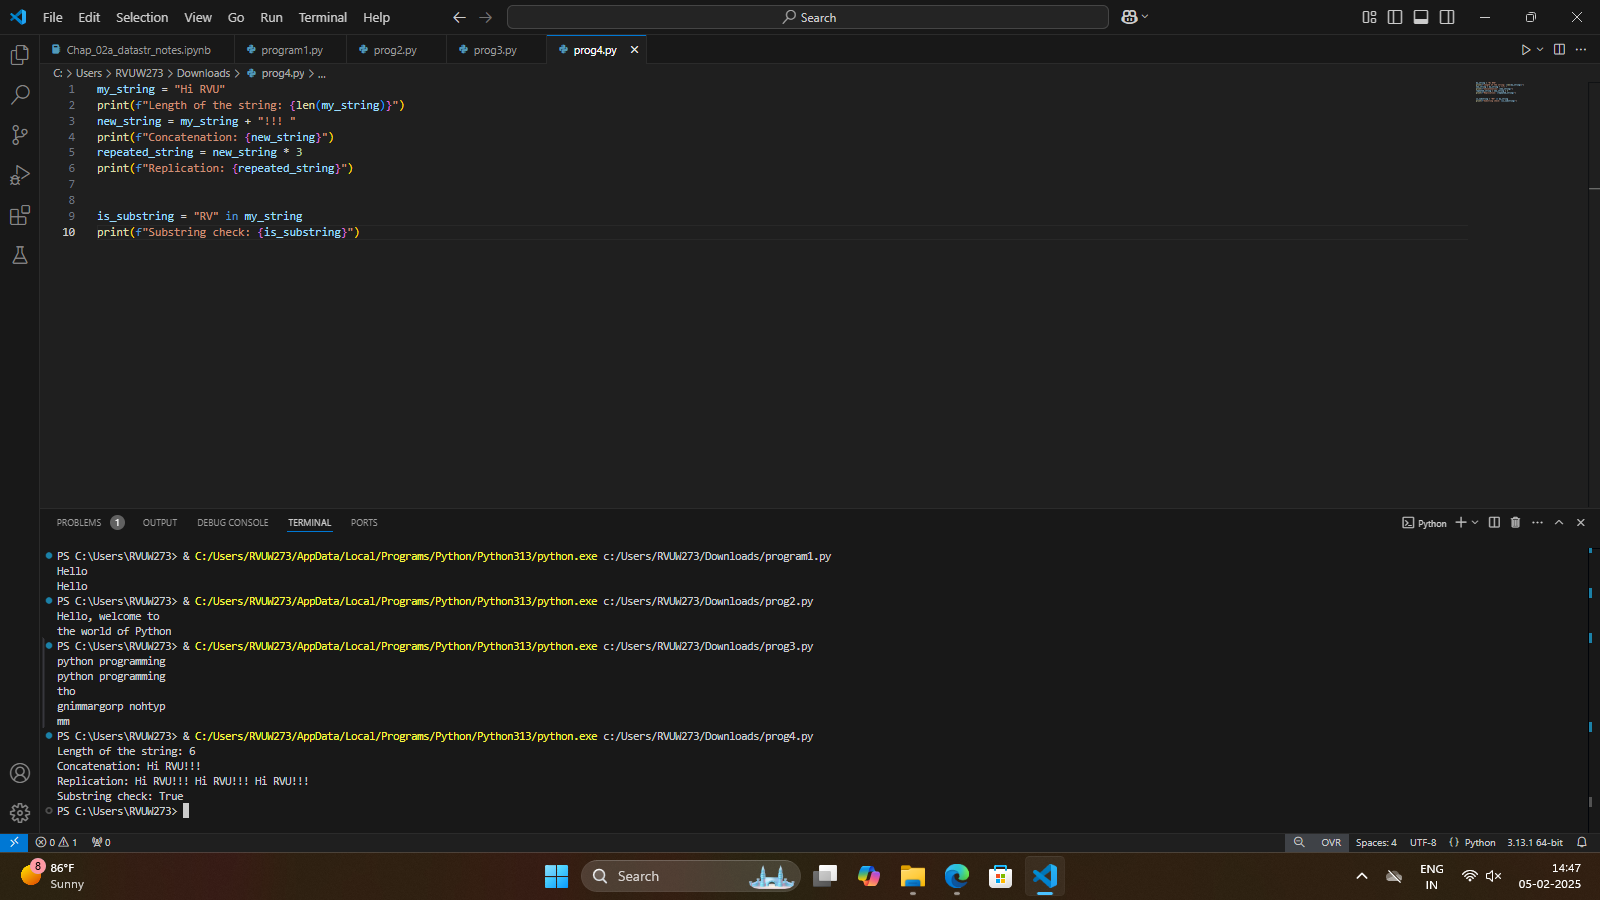 File Edit Selection View Go Run Terminal Help Search
Chap_02a_datastr_notes.ipynb program1.py prog2.py prog3.py prog4.py
C: > Users > RVUW273 > Downloads > prog4.py > ...
1 my_string = "Hi RVU"
2 print(f"Length of the string: {len(my_string)}")
3 new_string = my_string + "!!! "
4 print(f"Concatenation: {new_string}")
5 repeated_string = new_string * 3
6 print(f"Replication: {repeated_string}")
7
8
9 is_substring = "RV" in my_string
10 print(f"Substring check: {is_substring}")
PROBLEMS 1 OUTPUT DEBUG CONSOLE TERMINAL PORTS Python
PS C:\Users\RVUW273> & C:/Users/RVUW273/AppData/Local/Programs/Python/Python313/python.exe c:/Users/RVUW273/Downloads/program1.py
Hello
Hello
PS C:\Users\RVUW273> & C:/Users/RVUW273/AppData/Local/Programs/Python/Python313/python.exe c:/Users/RVUW273/Downloads/prog2.py
Hello, welcome to
the world of Python
PS C:\Users\RVUW273> & C:/Users/RVUW273/AppData/Local/Programs/Python/Python313/python.exe c:/Users/RVUW273/Downloads/prog3.py
python programming
python programming
tho
gnimmargorp nohtyp
mm
PS C:\Users\RVUW273> & C:/Users/RVUW273/AppData/Local/Programs/Python/Python313/python.exe c:/Users/RVUW273/Downloads/prog4.py
Length of the string: 6
Concatenation: Hi RVU!!!
Replication: Hi RVU!!! Hi RVU!!! Hi RVU!!!
Substring check: True
PS C:\Users\RVUW273>
0 1 0 OVR Spaces: 4 UTF-8 {} Python 3.13.1 64-bit
8 86°F Search ENG 14:47
Sunny IN 05-02-2025